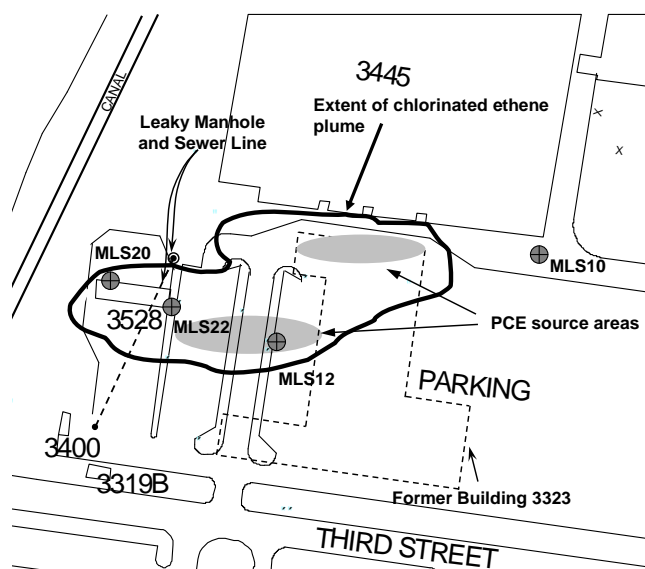 3445
CANAL
Extent of chlorinated ethene
plume
Leaky Manhole
and Sewer Line
x
x
MLS20
MLS10
3528
MLS22
PCE source areas
MLS12
PARKING
3400
3319B
Former Building 3323
THIRD STREET